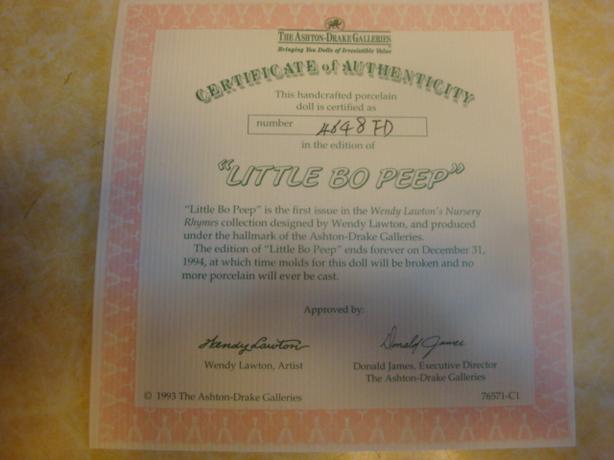 THE ASHTON-DRAKE GALLERIES
Bringing You Dolls of Irresistible Value
CERTIFICATE of AUTHENTICITY
This handcrafted porcelain
doll is certified as
number 4648 FD
in the edition of
"LITTLE BO PEEP"
"Little Bo Peep" is the first issue in the Wendy Lawton's Nursery
Rhymes collection designed by Wendy Lawton, and produced
under the hallmark of the Ashton-Drake Galleries.
The edition of "Little Bo Peep" ends forever on December 31,
1994, at which time molds for this doll will be broken and no
more porcelain will ever be cast.
Approved by:
Wendy Lawton Donald James
Wendy Lawton, Artist Donald James, Executive Director
The Ashton-Drake Galleries
© 1993 The Ashton-Drake Galleries 76571-C1